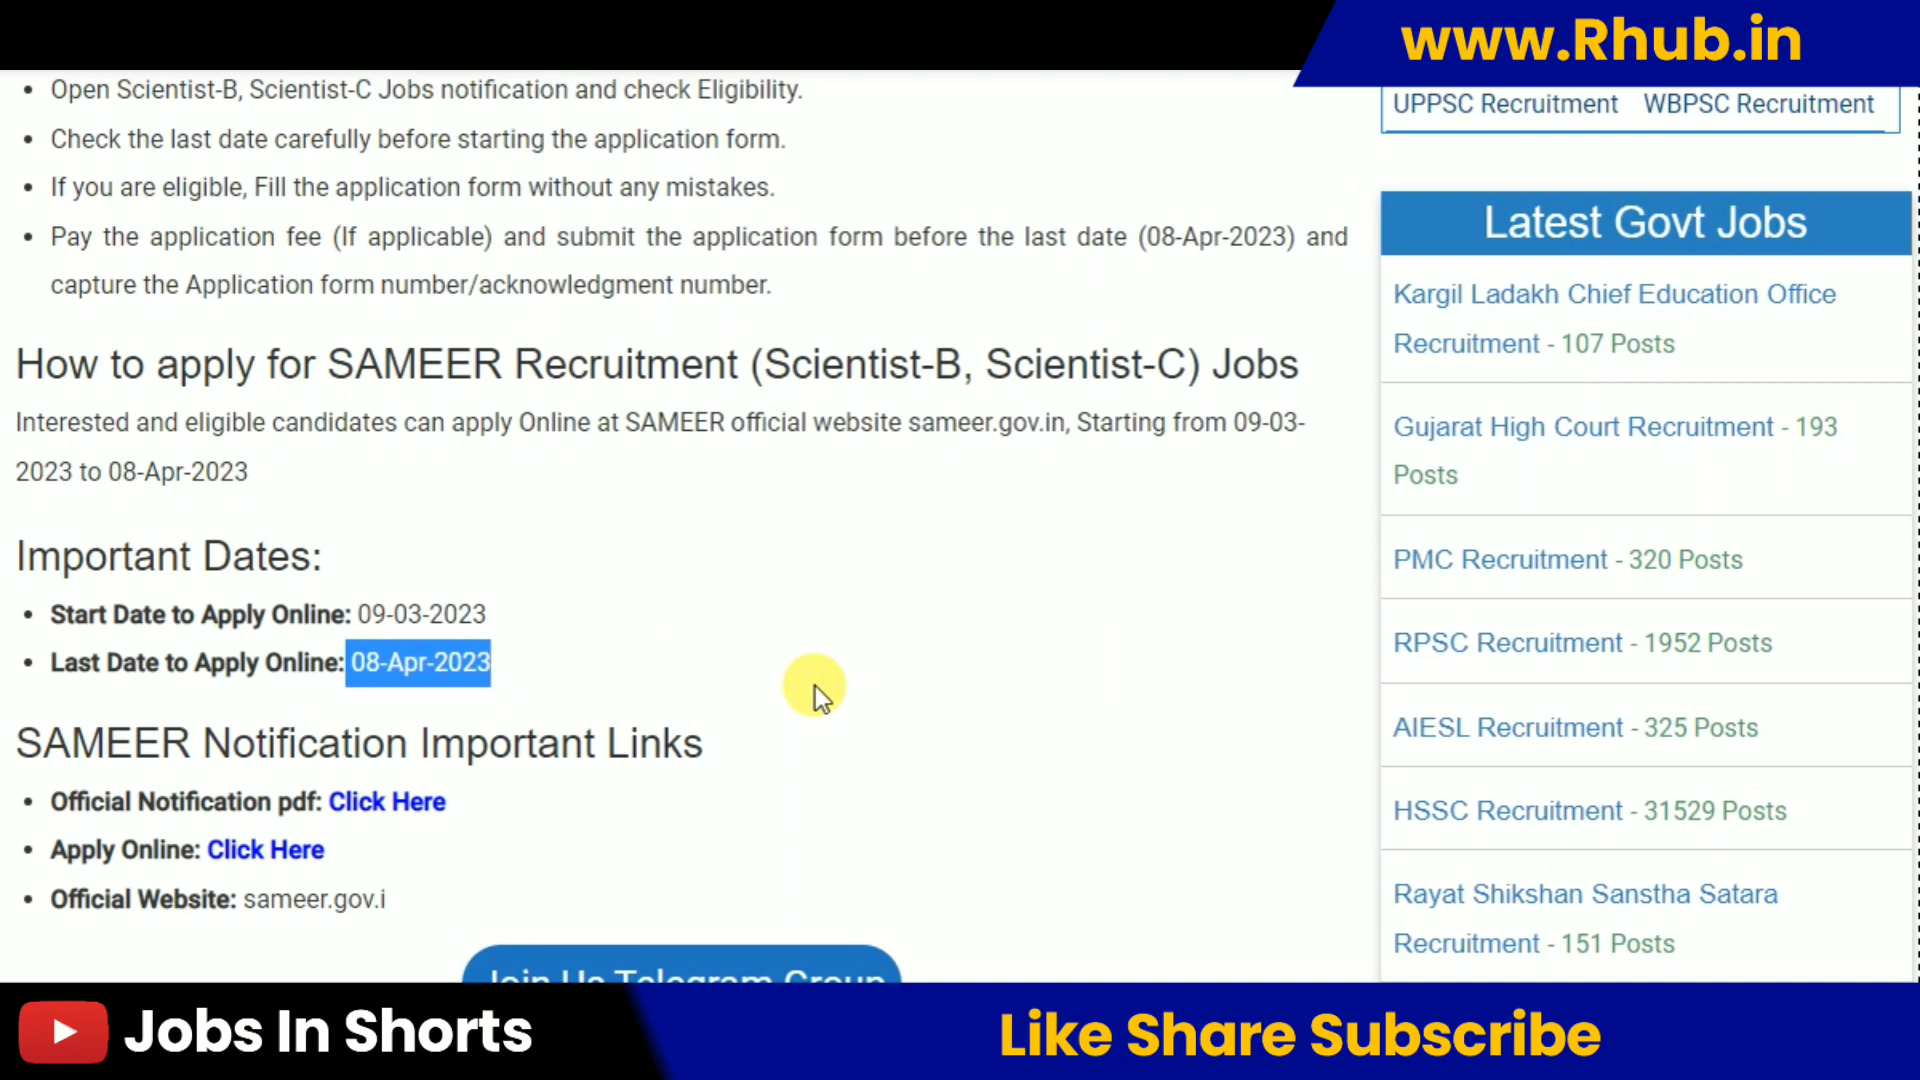 www.Rhub.in
Open Scientist-B, Scientist-C Jobs notification and check Eligibility.
Check the last date carefully before starting the application form.
If you are eligible, Fill the application form without any mistakes.
Pay the application fee (If applicable) and submit the application form before the last date (08-Apr-2023) and
capture the Application form number/acknowledgment number.
How to apply for SAMEER Recruitment (Scientist-B, Scientist-C) Jobs
Interested and eligible candidates can apply Online at SAMEER official website sameer.gov.in, Starting from 09-03-
2023 to 08-Apr-2023
Important Dates:
Start Date to Apply Online: 09-03-2023
Last Date to Apply Online: 08-Apr-2023
SAMEER Notification Important Links
Official Notification pdf: Click Here
Apply Online: Click Here
Official Website: sameer.gov.i
Join Us Telegram Group
UPPSC Recruitment WBPSC Recruitment
Latest Govt Jobs
Kargil Ladakh Chief Education Office
Recruitment - 107 Posts
Gujarat High Court Recruitment - 193
Posts
PMC Recruitment - 320 Posts
RPSC Recruitment - 1952 Posts
AIESL Recruitment - 325 Posts
HSSC Recruitment - 31529 Posts
Rayat Shikshan Sanstha Satara
Recruitment - 151 Posts
Jobs In Shorts
Like Share Subscribe